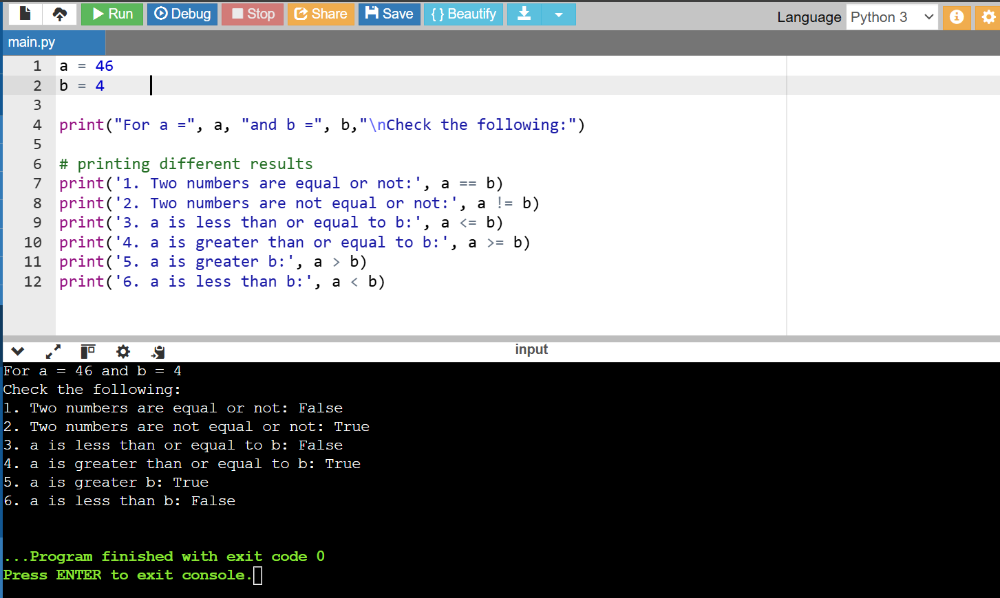 Run Debug Stop Share Save {} Beautify Language Python 3
main.py
1 a = 46
2 b = 4
3
4 print("For a =", a, "and b =", b,"\nCheck the following:")
5
6 # printing different results
7 print('1. Two numbers are equal or not:', a == b)
8 print('2. Two numbers are not equal or not:', a != b)
9 print('3. a is less than or equal to b:', a <= b)
10 print('4. a is greater than or equal to b:', a >= b)
11 print('5. a is greater b:', a > b)
12 print('6. a is less than b:', a < b)
input
For a = 46 and b = 4
Check the following:
1. Two numbers are equal or not: False
2. Two numbers are not equal or not: True
3. a is less than or equal to b: False
4. a is greater than or equal to b: True
5. a is greater b: True
6. a is less than b: False
...Program finished with exit code 0
Press ENTER to exit console.